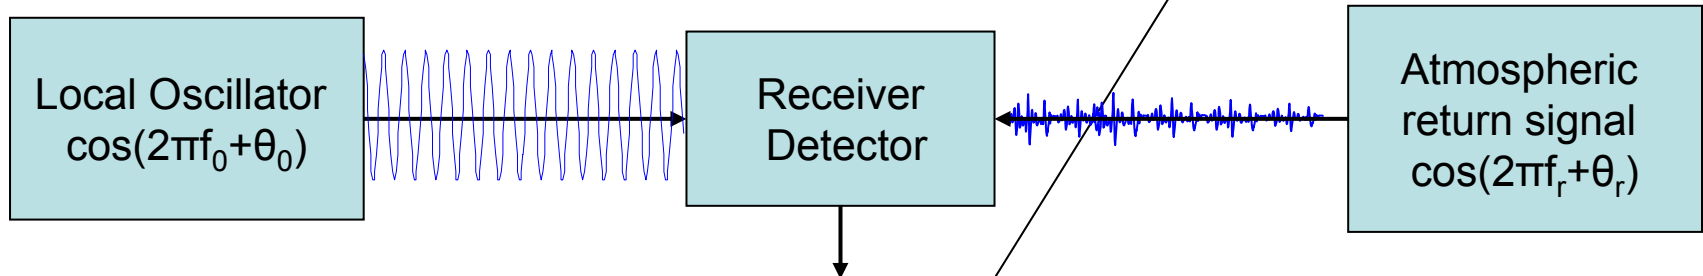 Local Oscillator
cos(2πf₀+θ₀)
Receiver
Detector
Atmospheric
return signal
cos(2πfᵣ+θᵣ)